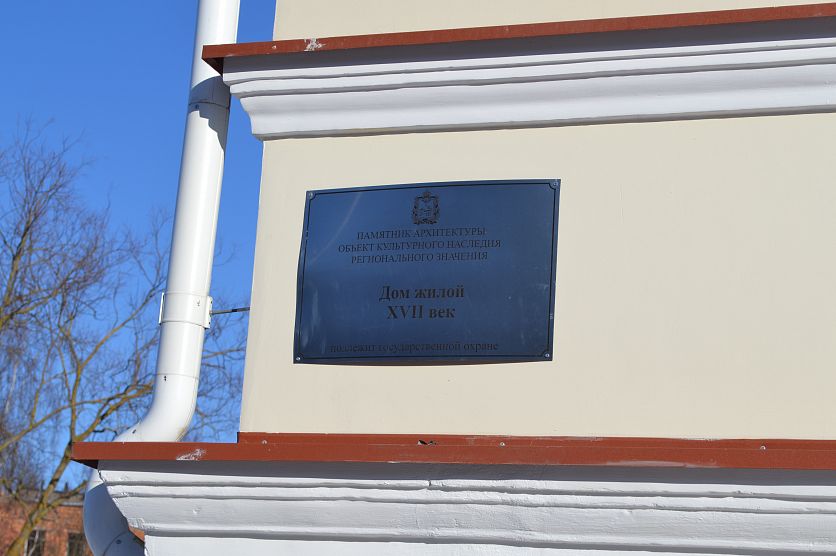 ПАМЯТНИК АРХИТЕКТУРЫ
ОБЪЕКТ КУЛЬТУРНОГО НАСЛЕДИЯ
РЕГИОНАЛЬНОГО ЗНАЧЕНИЯ
Дом жилой
XVII век
подлежит государственной охране